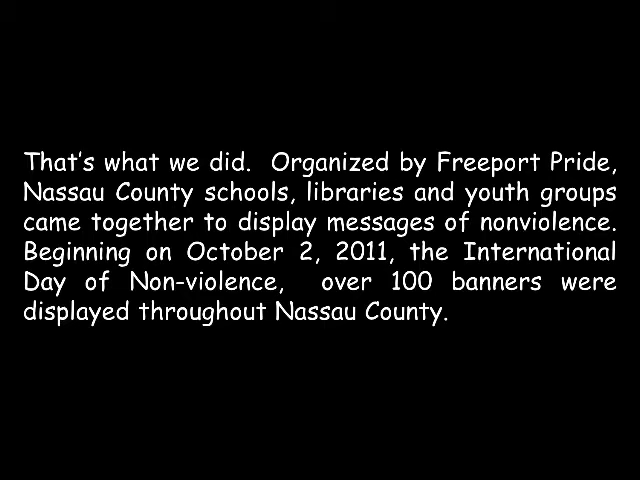 That's what we did.  Organized by Freeport Pride,
Nassau County schools, libraries and youth groups
came together to display messages of nonviolence.
Beginning on October 2, 2011, the International
Day of Non-violence,  over 100 banners were
displayed throughout Nassau County.